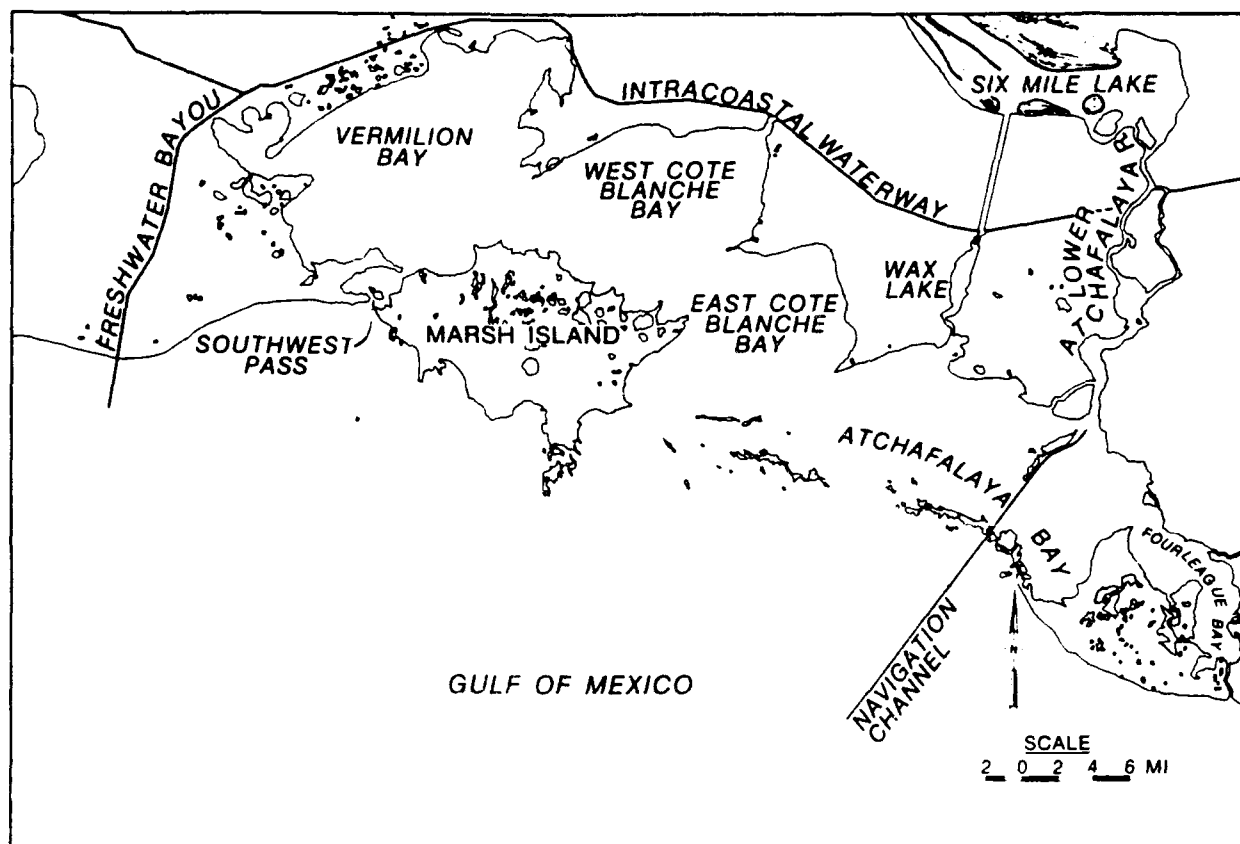 SIX MILE LAKE
INTRACOASTAL WATERWAY
FRESHWATER BAYOU
VERMILION
BAY
WEST COTE
BLANCHE
BAY
LOWER
ATCHAFALAYA R
WAX
LAKE
EAST COTE
BLANCHE
BAY
MARSH ISLAND
SOUTHWEST
PASS
ATCHAFALAYA
BAY
FOURLEAGUE BAY
NAVIGATION
CHANNEL
N
GULF OF MEXICO
SCALE
2 0 2 4 6 MI